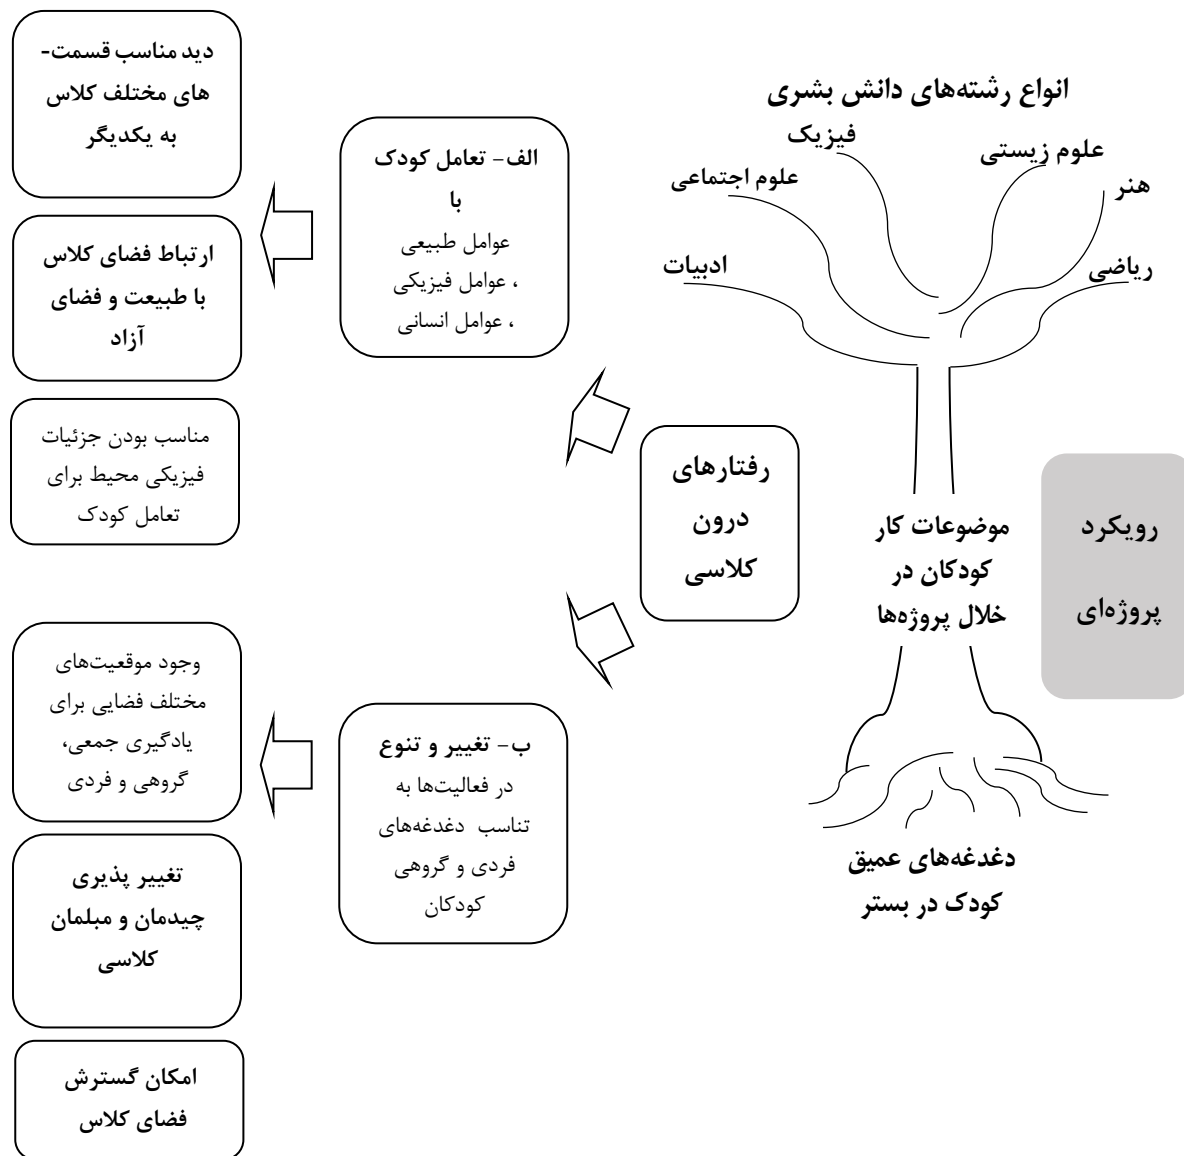 انواع رشته‌های دانش بشری
فیزیک
علوم زیستی
علوم اجتماعی
هنر
ادبیات
ریاضی
رویکرد
پروژه‌ای
موضوعات کار
کودکان در
خلال پروژه‌ها
دغدغه‌های عمیق
کودک در بستر
رفتارهای
درون
کلاسی
الف- تعامل کودک
با
عوامل طبیعی
، عوامل فیزیکی
، عوامل انسانی
دید مناسب قسمت-
های مختلف کلاس
به یکدیگر
ارتباط فضای کلاس
با طبیعت و فضای
آزاد
مناسب بودن جزئیات
فیزیکی محیط برای
تعامل کودک
ب- تغییر و تنوع
در فعالیت‌ها به
تناسب دغدغه‌های
فردی و گروهی
کودکان
وجود موقعیت‌های
مختلف فضایی برای
یادگیری جمعی،
گروهی و فردی
تغییر پذیری
چیدمان و مبلمان
کلاسی
امکان گسترش
فضای کلاس